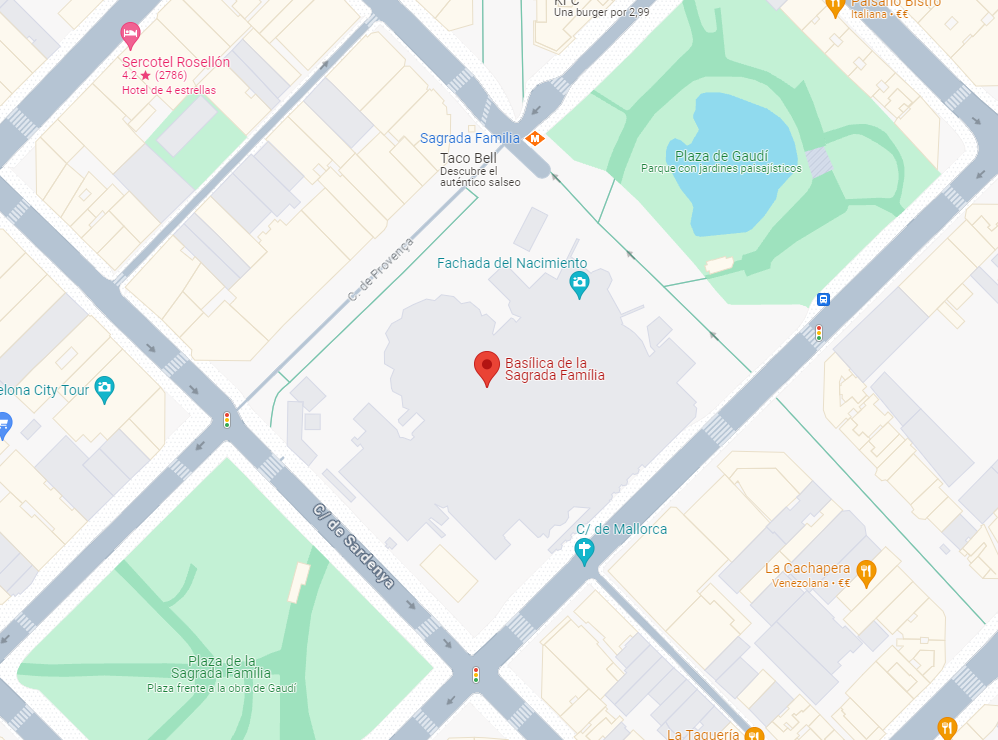 KFC
Una burger por 2,99
Paisano Bistro
Italiana • €€
Sercotel Rosellón
4.2 ★ (2786)
Hotel de 4 estrellas
Sagrada Familia
M
Taco Bell
Descubre el
auténtico salseo
Plaza de Gaudí
Parque con jardines paisajísticos
C. de Provença
Fachada del Nacimiento
Basílica de la
Sagrada Família
elona City Tour
C/ de Sardenya
C/ de Mallorca
La Cachapera
Venezolana • €€
Plaza de la
Sagrada Familia
Plaza frente a la obra de Gaudí
La Taquería